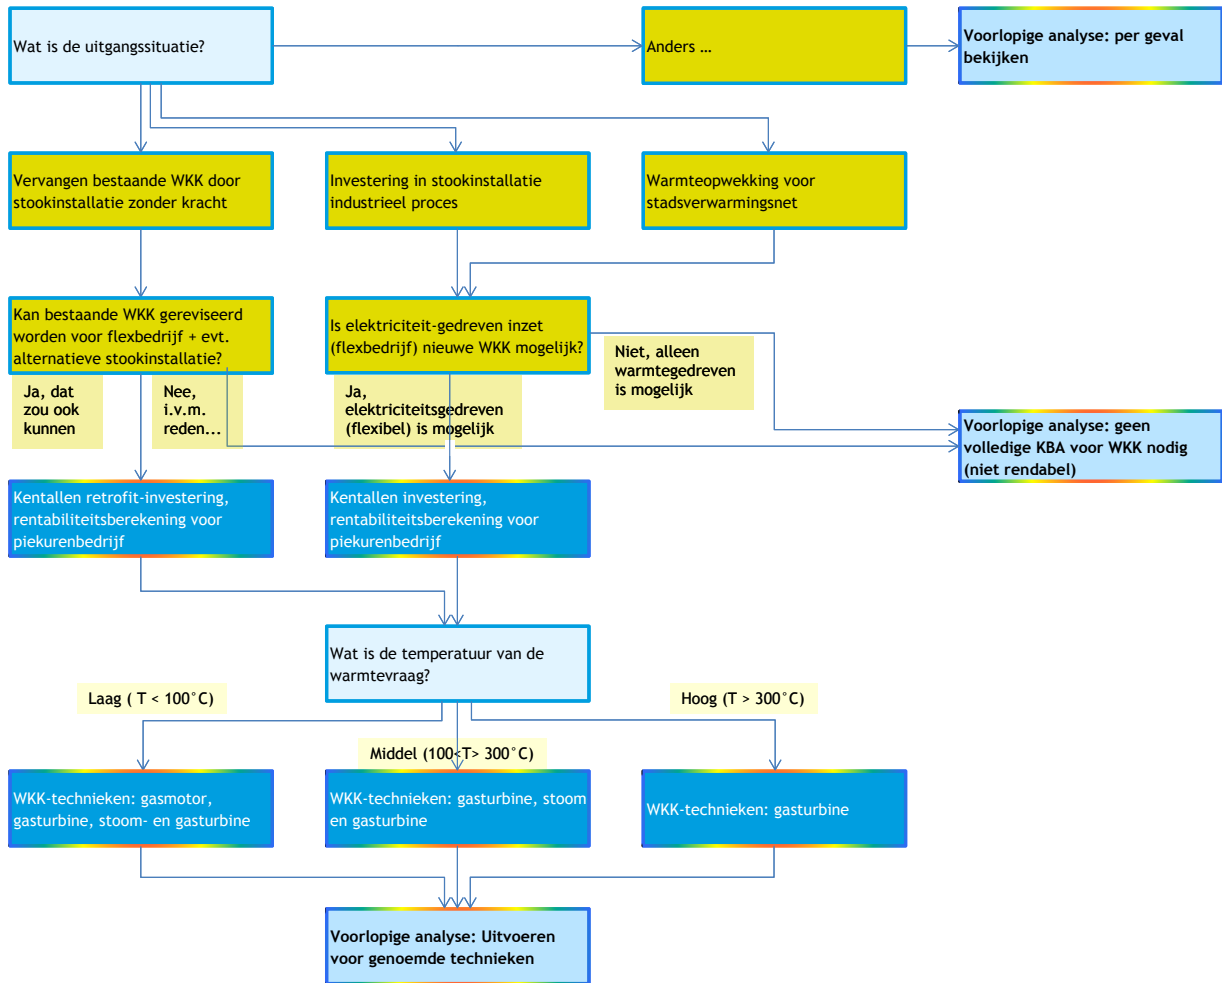 Wat is de uitgangssituatie?
Anders …
Voorlopige analyse: per geval
bekijken
Vervangen bestaande WKK door
stookinstallatie zonder kracht
Investering in stookinstallatie
industrieel proces
Warmteopwekking voor
stadsverwarmingsnet
Kan bestaande WKK gereviseerd
worden voor flexbedrijf + evt.
alternatieve stookinstallatie?
Is elektriciteit-gedreven inzet
(flexbedrijf) nieuwe WKK mogelijk?
Niet, alleen
warmtegedreven
is mogelijk
Ja, dat
zou ook
kunnen
Nee,
i.v.m.
reden...
Ja,
elektriciteitsgedreven
(flexibel) is mogelijk
Voorlopige analyse: geen
volledige KBA voor WKK nodig
(niet rendabel)
Kentallen retrofit-investering,
rentabiliteitsberekening voor
piekurenbedrijf
Kentallen investering,
rentabiliteitsberekening voor
piekurenbedrijf
Wat is de temperatuur van de
warmtevraag?
Laag ( T < 100°C)
Hoog (T > 300°C)
Middel (100<T> 300°C)
WKK-technieken: gasmotor,
gasturbine, stoom- en gasturbine
WKK-technieken: gasturbine, stoom
en gasturbine
WKK-technieken: gasturbine
Voorlopige analyse: Uitvoeren
voor genoemde technieken